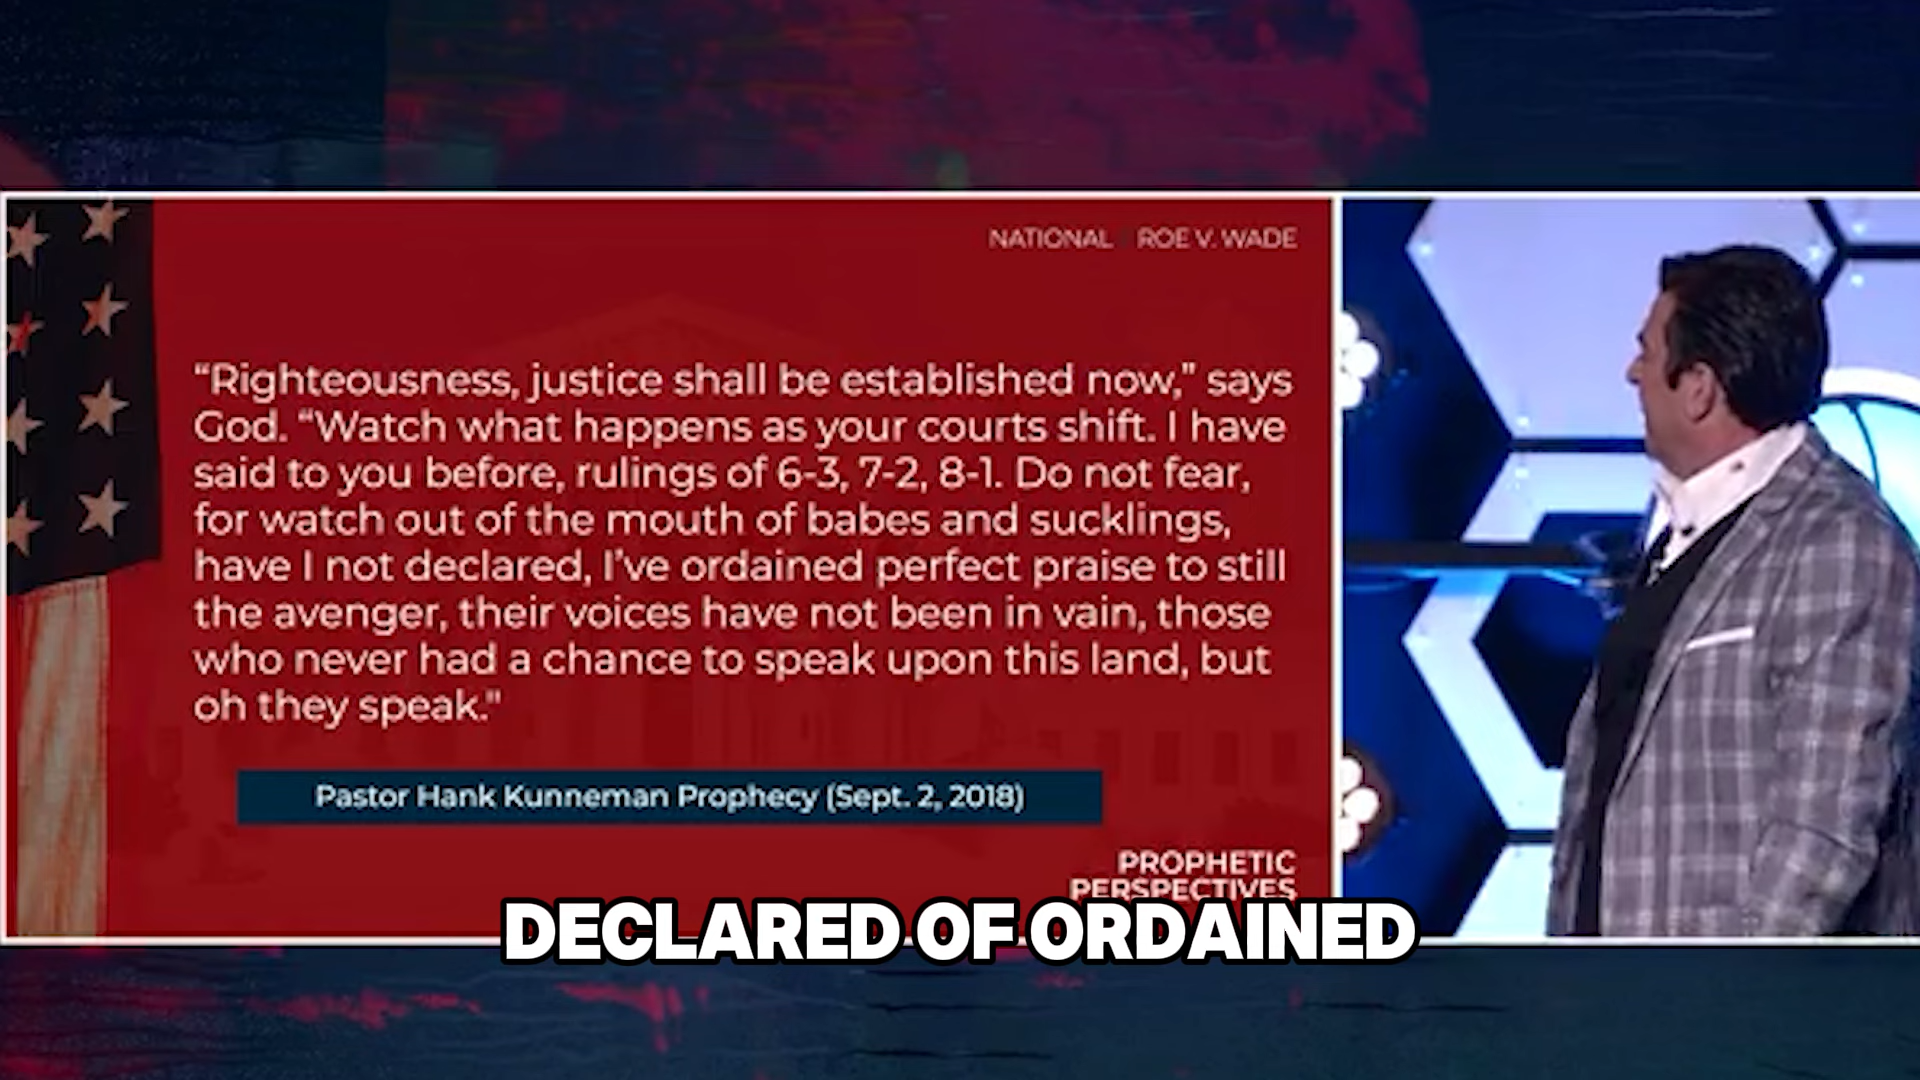 NATIONAL / ROE V. WADE
“Righteousness, justice shall be established now,” says
God. “Watch what happens as your courts shift. I have
said to you before, rulings of 6-3, 7-2, 8-1. Do not fear,
for watch out of the mouth of babes and sucklings,
have I not declared, I’ve ordained perfect praise to still
the avenger, their voices have not been in vain, those
who never had a chance to speak upon this land, but
oh they speak."
Pastor Hank Kunneman Prophecy (Sept. 2, 2018)
PROPHETIC
PERSPECTIVES
DECLARED OF ORDAINED